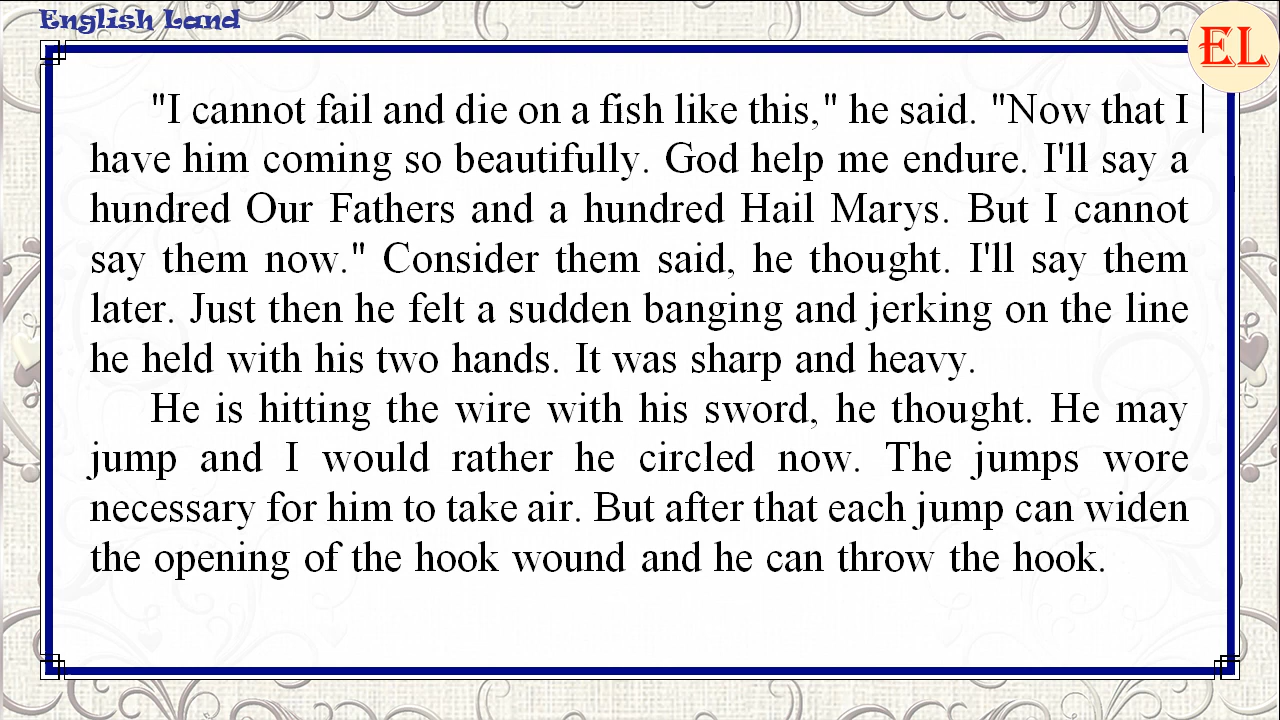 English Land
EL
"I cannot fail and die on a fish like this," he said. "Now that I
have him coming so beautifully. God help me endure. I'll say a
hundred Our Fathers and a hundred Hail Marys. But I cannot
say them now." Consider them said, he thought. I'll say them
later. Just then he felt a sudden banging and jerking on the line
he held with his two hands. It was sharp and heavy.
He is hitting the wire with his sword, he thought. He may
jump and I would rather he circled now. The jumps wore
necessary for him to take air. But after that each jump can widen
the opening of the hook wound and he can throw the hook.